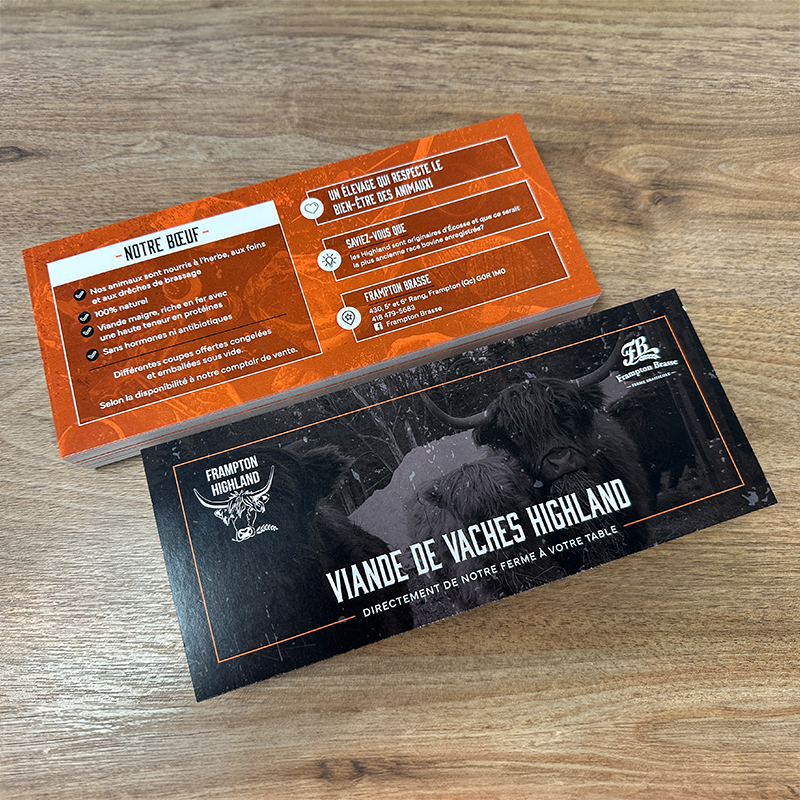 NOTRE BŒUF
Nos animaux sont nourris à l'herbe, aux foins
et aux drêches de brassage
100% naturel
Viande maigre, riche en fer avec
une haute teneur en protéines
Sans hormones ni antibiotiques
Différentes coupes offertes congelées
et emballées sous vide.
Selon la disponibilité à notre comptoir de vente.
UN ÉLEVAGE QUI RESPECTE LE
BIEN-ÊTRE DES ANIMAUX!
SAVIEZ-VOUS QUE
les Highland sont originaires d'Écosse et que ce serait
la plus ancienne race bovine enregistrée?
FRAMPTON BRASSE
430, 5e et 6e Rang, Frampton (Qc) G0R 1M0
418 479-5683
Frampton Brasse
FB
Frampton Brasse
FERME BRASSICOLE
FRAMPTON
HIGHLAND
VIANDE DE VACHES HIGHLAND
DIRECTEMENT DE NOTRE FERME À VOTRE TABLE